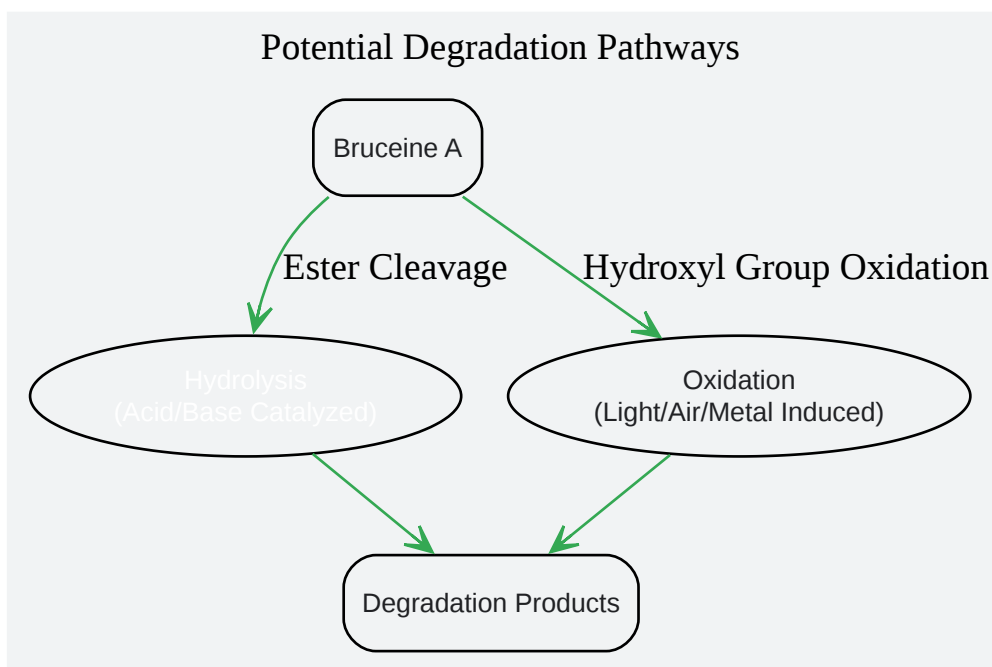 Potential Degradation Pathways
Bruceine A
Ester Cleavage
Hydroxyl Group Oxidation
Hydrolysis
(Acid/Base Catalyzed)
Oxidation
(Light/Air/Metal Induced)
Degradation Products